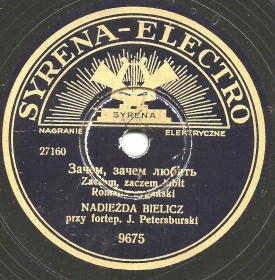 SYRENA-ELECTRO
SYRENA
NAGRANIE ELEKTRYCZNE
27160
Зачем, зачем любить
Zaczem, zaczem lubit
NADIEŻDA BIELICZ
przy fortep. J. Petersburski
9675